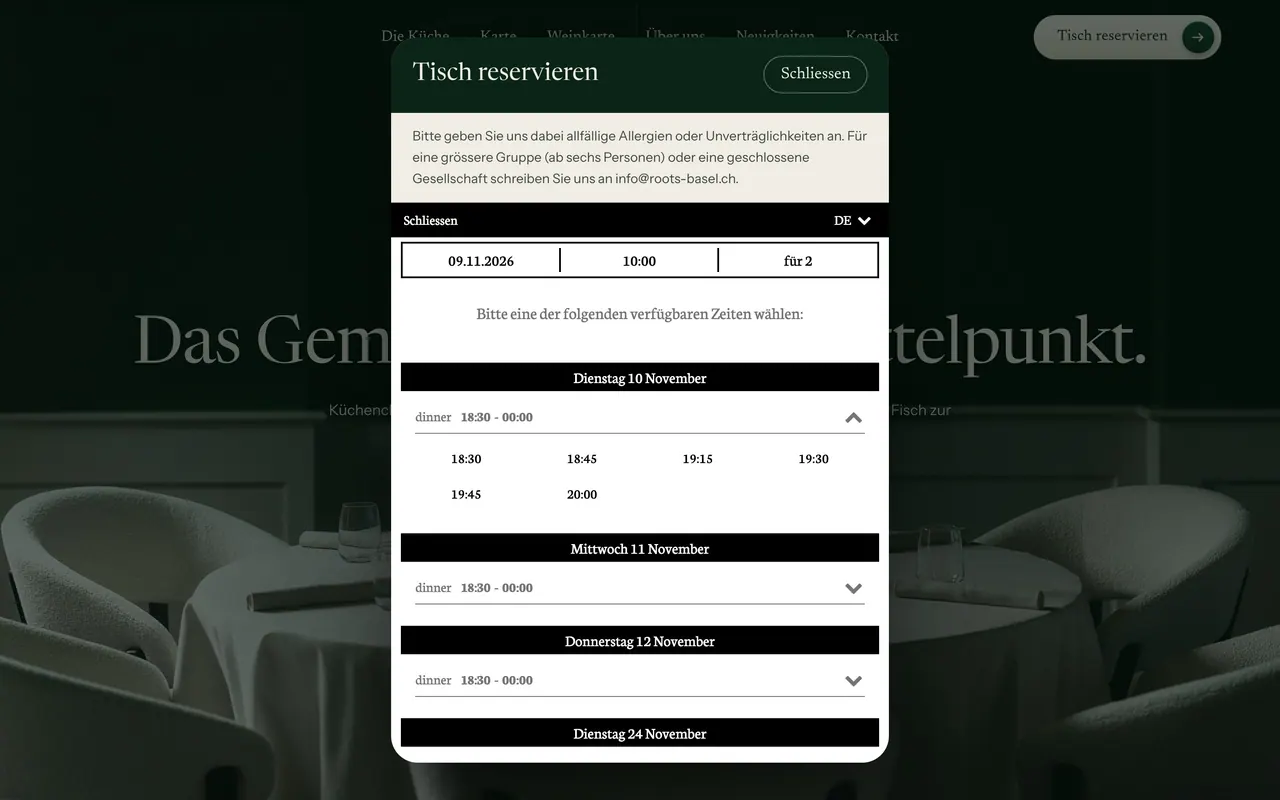 Die Küche Karte Weinkarte Über uns Neuigkeiten Kontakt
Tisch reservieren
Tisch reservieren
Schliessen
Bitte geben Sie uns dabei allfällige Allergien oder Unverträglichkeiten an. Für
eine grössere Gruppe (ab sechs Personen) oder eine geschlossene
Gesellschaft schreiben Sie uns an info@roots-basel.ch.
Schliessen DE
09.11.2026 10:00 für 2
Bitte eine der folgenden verfügbaren Zeiten wählen:
Das Gem ttelpunkt.
Küchenc Fisch zur
Dienstag 10 November
dinner 18:30 - 00:00
18:30 18:45 19:15 19:30
19:45 20:00
Mittwoch 11 November
dinner 18:30 - 00:00
Donnerstag 12 November
dinner 18:30 - 00:00
Dienstag 24 November